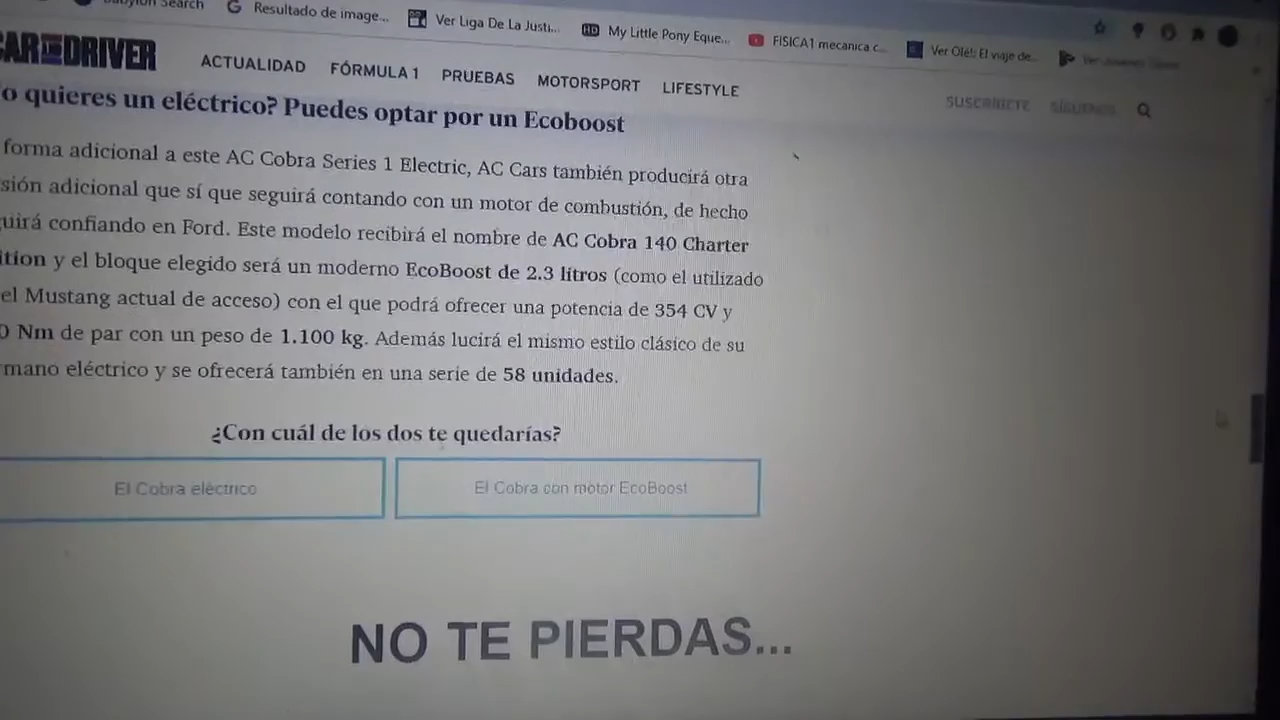 Babylon Search
Resultado de image...
Ver Liga De La Justi...
My Little Pony Eque...
FISICA1 mecanica c...
Ver Olé!: El viaje de...
CAR DRIVER
ACTUALIDAD FÓRMULA 1 PRUEBAS MOTORSPORT LIFESTYLE
SUSCRÍBETE SÍGUENOS
o quieres un eléctrico? Puedes optar por un Ecoboost
forma adicional a este AC Cobra Series 1 Electric, AC Cars también producirá otra
sión adicional que sí que seguirá contando con un motor de combustión, de hecho
uirá confiando en Ford. Este modelo recibirá el nombre de AC Cobra 140 Charter
ition y el bloque elegido será un moderno EcoBoost de 2.3 litros (como el utilizado
el Mustang actual de acceso) con el que podrá ofrecer una potencia de 354 CV y
0 Nm de par con un peso de 1.100 kg. Además lucirá el mismo estilo clásico de su
mano eléctrico y se ofrecerá también en una serie de 58 unidades.
¿Con cuál de los dos te quedarías?
El Cobra eléctrico
El Cobra con motor EcoBoost
NO TE PIERDAS...